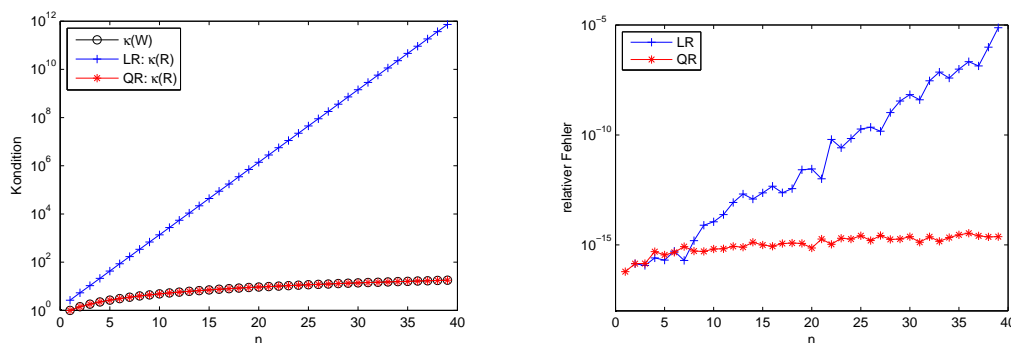 10^12
10^10
10^8
10^6
10^4
10^2
10^0
Kondition
κ(W)
LR: κ(R)
QR: κ(R)
0 5 10 15 20 25 30 35 40
n
10^-5
10^-10
10^-15
relativer Fehler
LR
QR
0 5 10 15 20 25 30 35 40
n